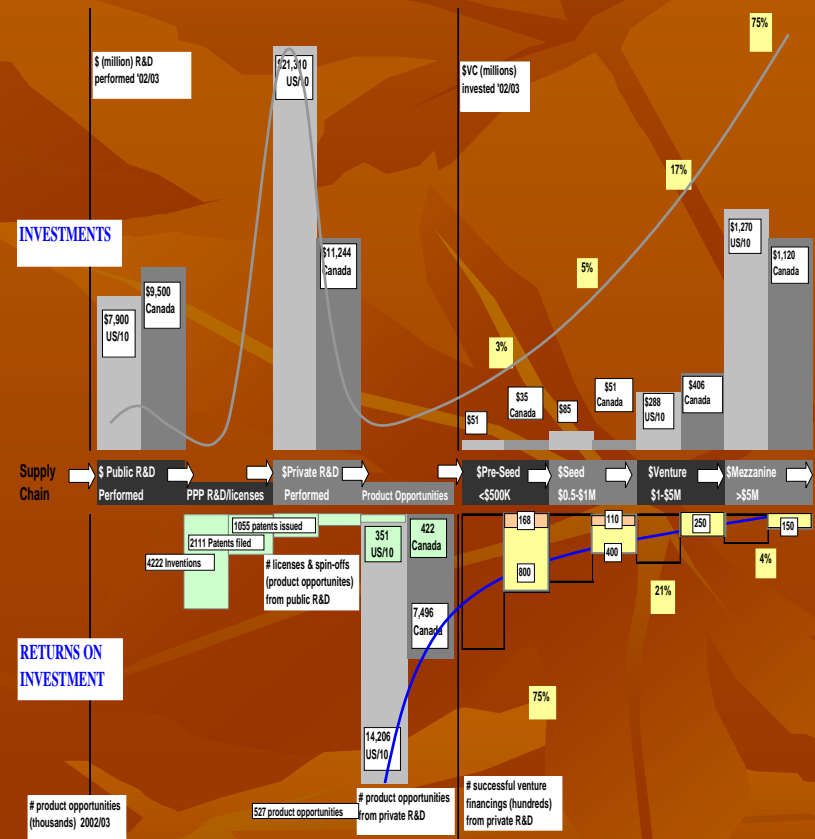 75%
$ (million) R&D
performed '02/03
$21,310
US/10
$VC (millions)
invested '02/03
17%
INVESTMENTS
$1,270
US/10
$11,244
Canada
$1,120
Canada
5%
$9,500
Canada
$7,900
US/10
3%
$35
Canada
$51
Canada
$406
Canada
$288
US/10
$51
$85
Supply
Chain
$ Public R&D
Performed
PPP R&D/licenses
$Private R&D
Performed
Product Opportunities
$Pre-Seed
<$500K
$Seed
$0.5-$1M
$Venture
$1-$5M
$Mezzanine
>$5M
1055 patents issued
2111 Patents filed
4222 Inventions
# licenses & spin-offs
(product opportunites)
from public R&D
351
US/10
422
Canada
168
110
250
150
800
400
4%
21%
7,496
Canada
RETURNS ON
INVESTMENT
75%
14,206
US/10
# product opportunities
(thousands) 2002/03
527 product opportunities
# product opportunities
from private R&D
# successful venture
financings (hundreds)
from private R&D